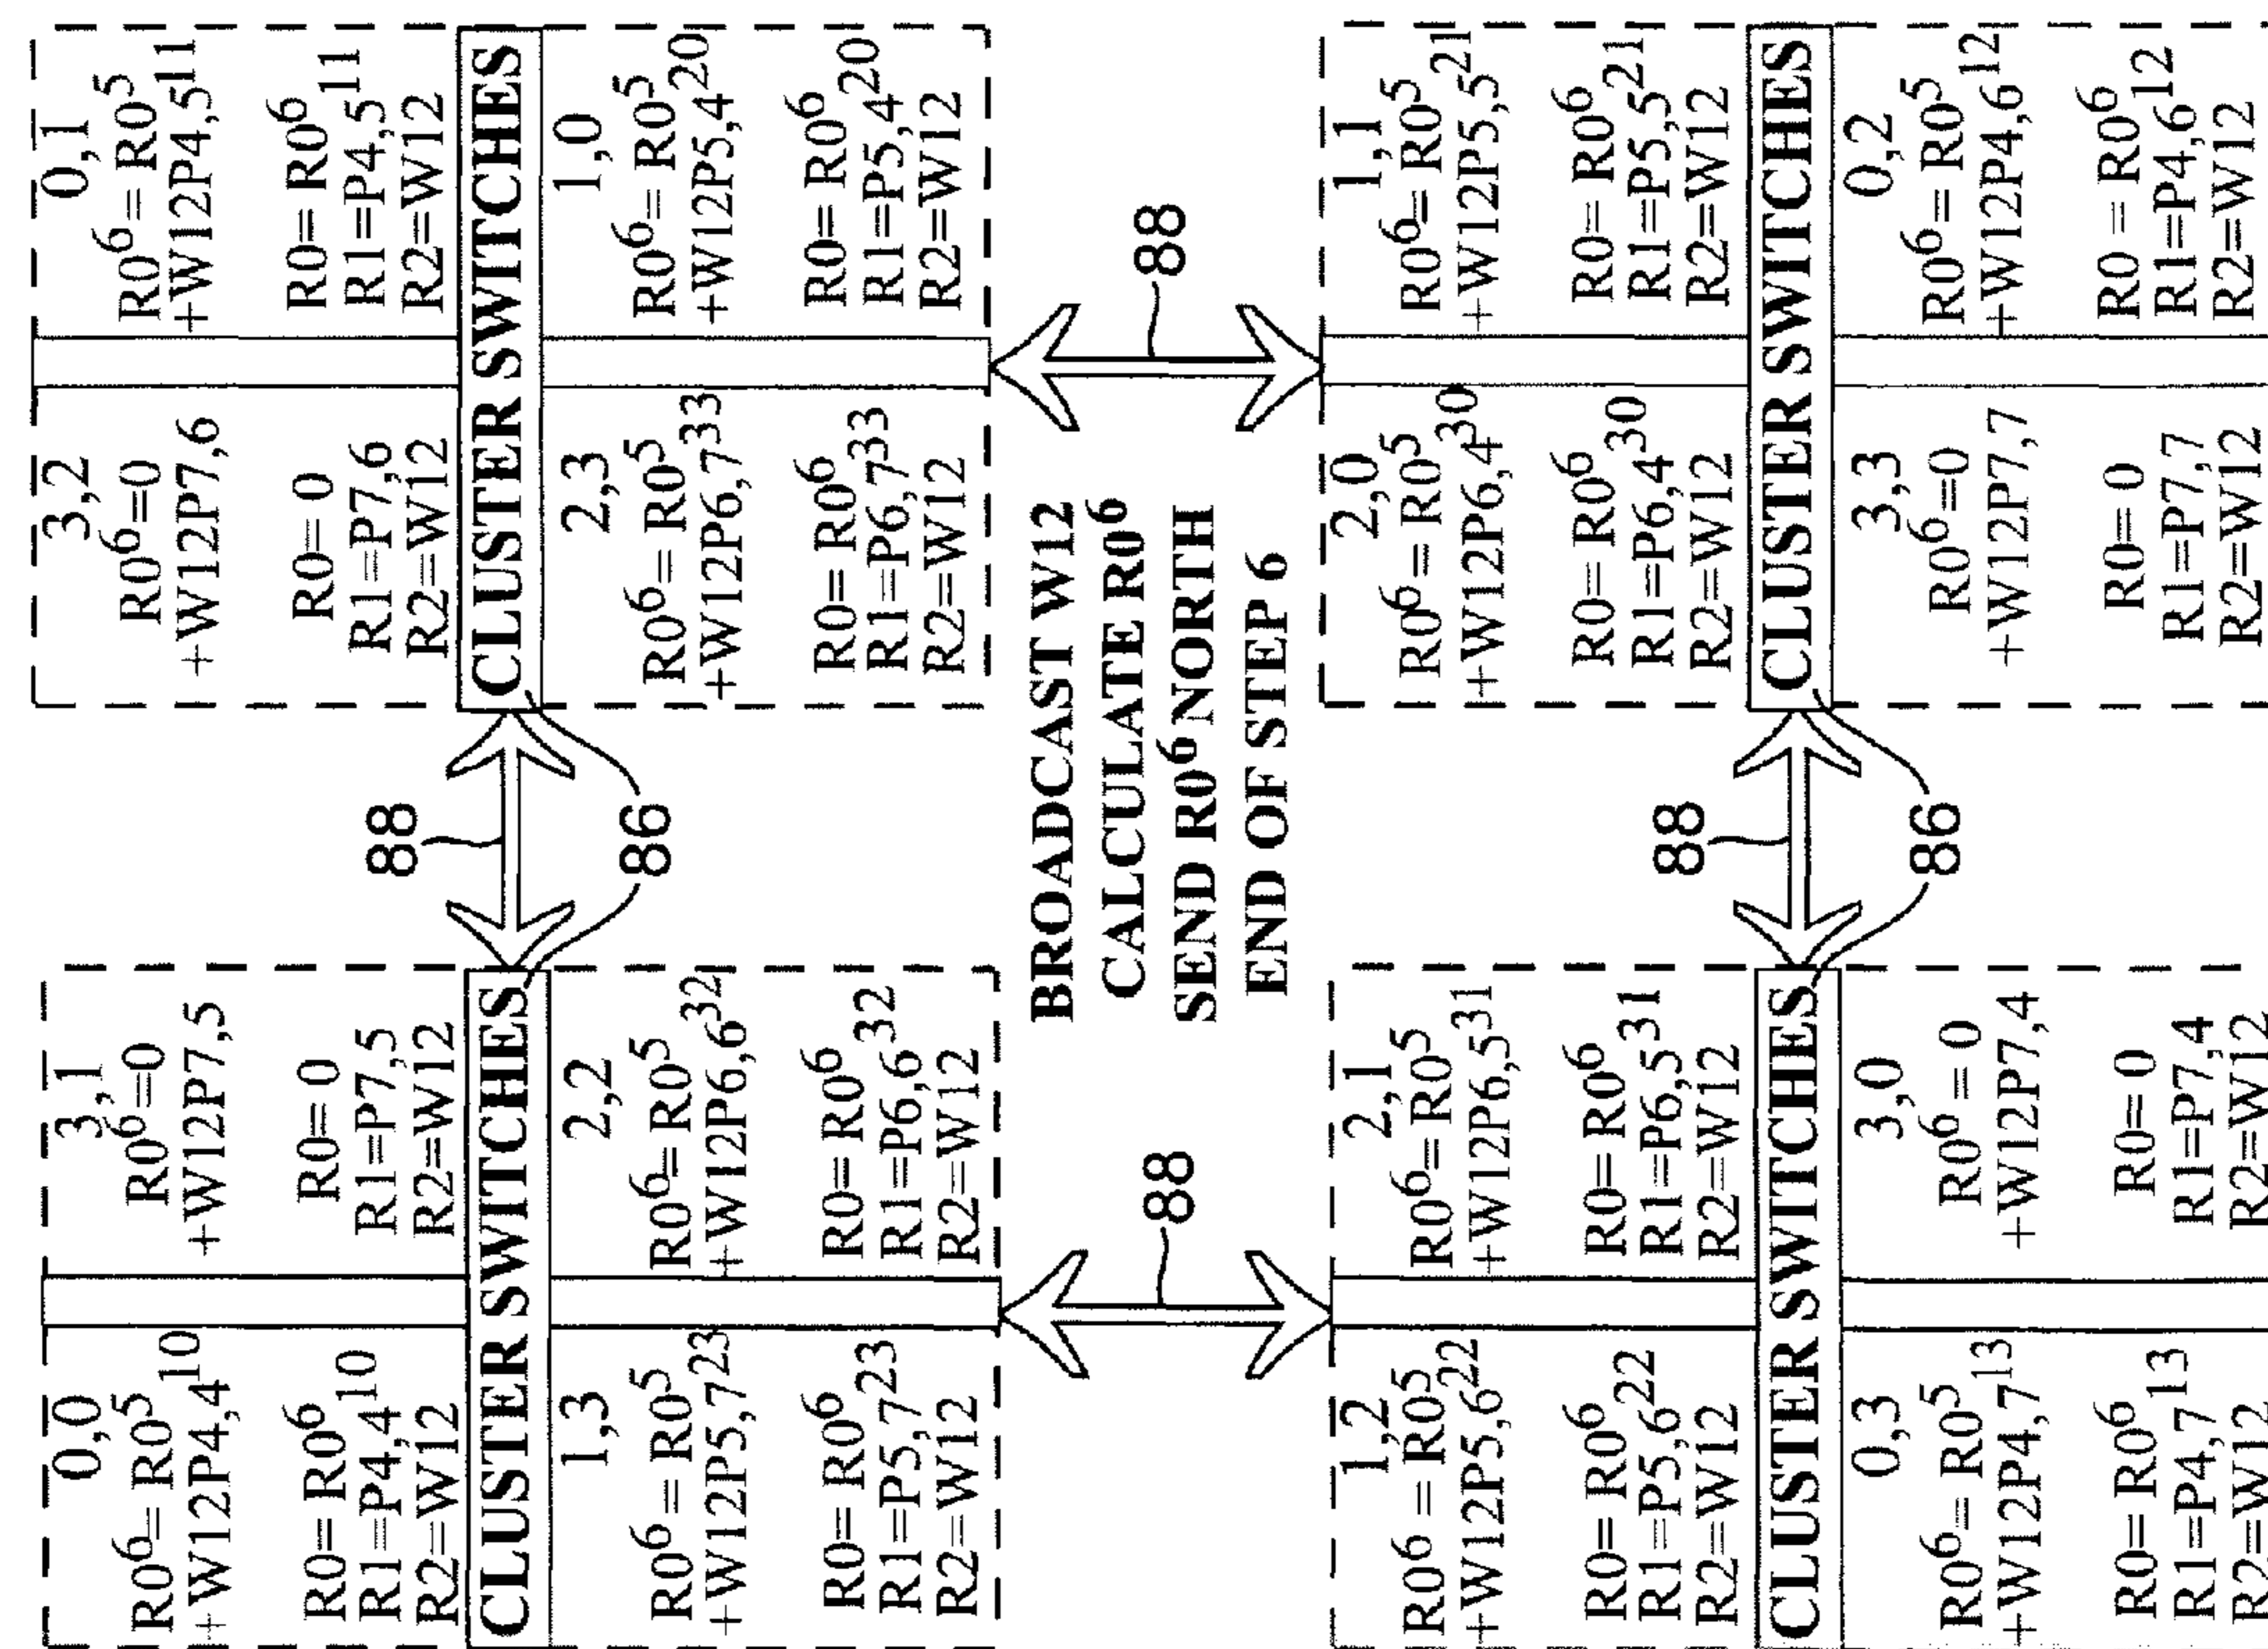 0,0
R0⁶= R0⁵
+W12P4,4¹⁰
R0= R0⁶
R1=P4,4¹⁰
R2=W12
3,1
R0⁶=0
+W12P7,5
R0= 0
R1=P7,5
R2=W12
CLUSTER SWITCHES
1,3
R0⁶ = R0⁵
+W12P5,7²³
R0= R0⁶
R1=P5,7²³
R2=W12
2,2
R0⁶= R0⁵
+W12P6,6³²
R0= R0⁶
R1=P6,6³²
R2=W12
88
86
3,2
R0⁶=0
+W12P7,6
R0= 0
R1=P7,6
R2=W12
0,1
R0⁶= R0⁵
+W12P4,5¹¹
R0= R0⁶
R1=P4,5¹¹
R2=W12
CLUSTER SWITCHES
2,3
R0⁶= R0⁵
+W12P6,7³³
R0= R0⁶
R1=P6,7³³
R2=W12
1,0
R0⁶= R0⁵
+W12P5,4²⁰
R0= R0⁶
R1=P5,4²⁰
R2=W12
88
BROADCAST W12
CALCULATE R0⁶
SEND R0⁶ NORTH
END OF STEP 6
88
1,2
R0⁶ = R0⁵
+W12P5,6²²
R0= R0⁶
R1=P5,6²²
R2=W12
2,1
R0⁶= R0⁵
+W12P6,5³¹
R0= R0⁶
R1=P6,5³¹
R2=W12
CLUSTER SWITCHES
0,3
R0⁶= R0⁵
+W12P4,7¹³
R0= R0⁶
R1=P4,7¹³
R2=W12
3,0
R0⁶= 0
+W12P7,4
R0= 0
R1=P7,4
R2=W12
88
86
2,0
R0⁶= R0⁵
+W12P6,4³⁰
R0= R0⁶
R1=P6,4³⁰
R2=W12
1,1
R0⁶= R0⁵
+W12P5,5²¹
R0= R0⁶
R1=P5,5²¹
R2=W12
CLUSTER SWITCHES
3,3
R0⁶=0
+W12P7,7
R0= 0
R1=P7,7
R2=W12
0,2
R0⁶= R0⁵
+W12P4,6¹²
R0 = R0⁶
R1=P4,6¹²
R2=W12